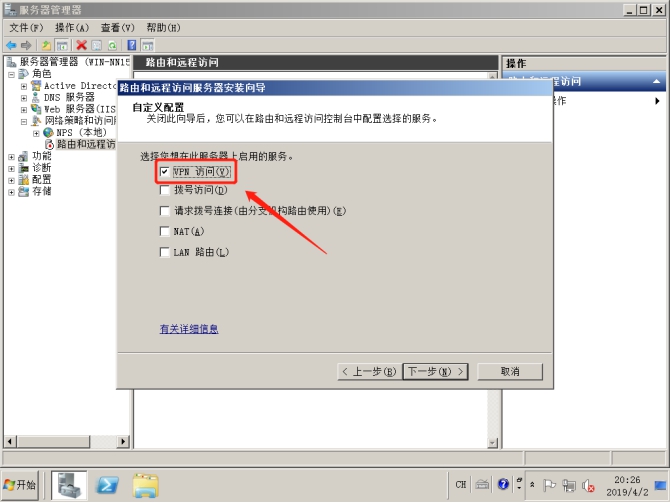 服务器管理器
文件(F) 操作(A) 查看(V) 帮助(H)
服务器管理器 (WIN-NN15
角色
Active Directo
DNS 服务器
Web 服务器(IIS
网络策略和访问
NPS (本地)
路由和远程访
功能
诊断
配置
存储
路由和远程访问
操作
路由和远程访问
操作
路由和远程访问服务器安装向导
自定义配置
关闭此向导后，您可以在路由和远程访问控制台中配置选择的服务。
选择您想在此服务器上启用的服务。
VPN 访问(V)
拨号访问(D)
请求拨号连接(由分支机构路由使用)(E)
NAT(A)
LAN 路由(L)
有关详细信息
< 上一步(B) 下一步(N) > 取消
开始
CH
20:26
2019/4/2